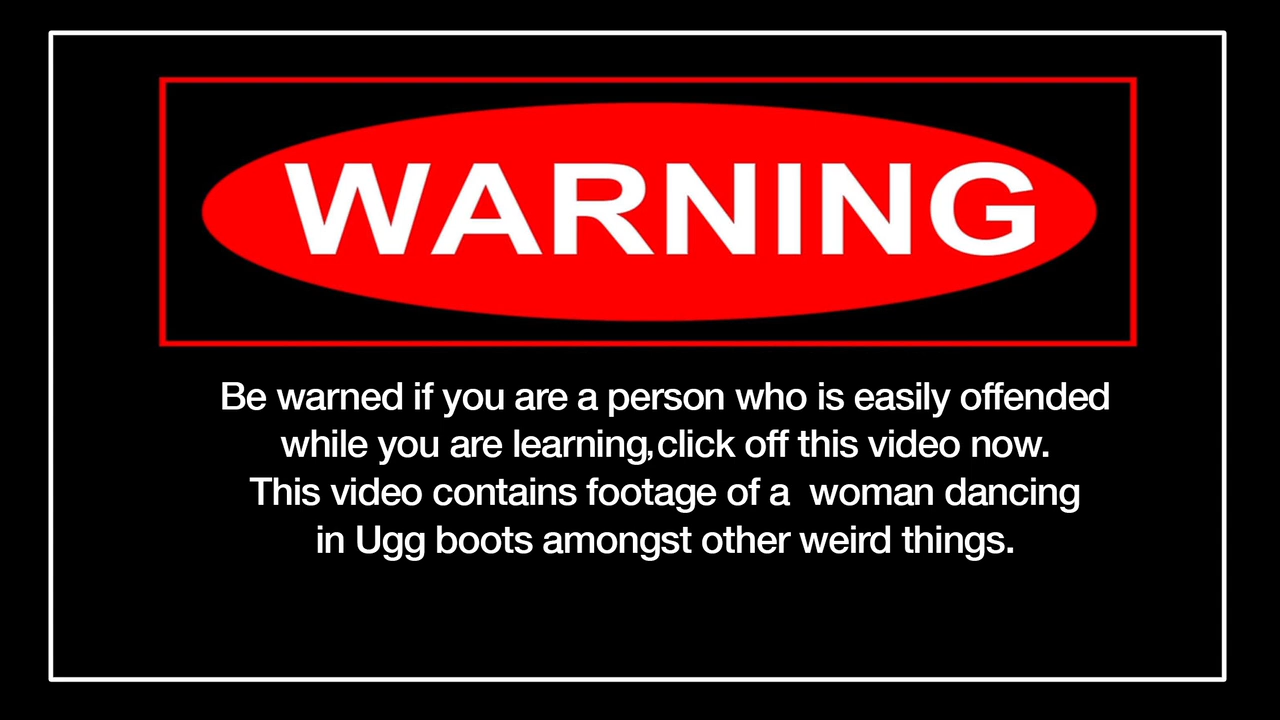 WARNING
Be warned if you are a person who is easily offended
while you are learning,click off this video now.
This video contains footage of a  woman dancing
in Ugg boots amongst other weird things.